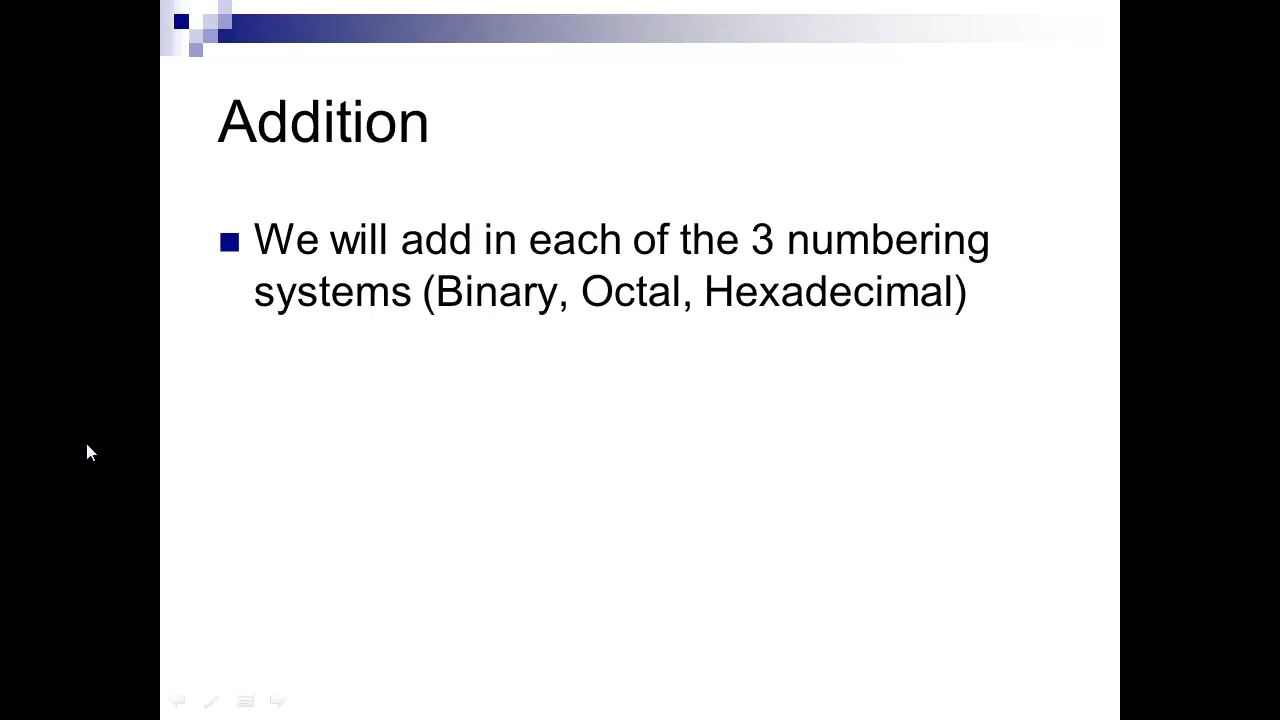 Addition
We will add in each of the 3 numbering
systems (Binary, Octal, Hexadecimal)